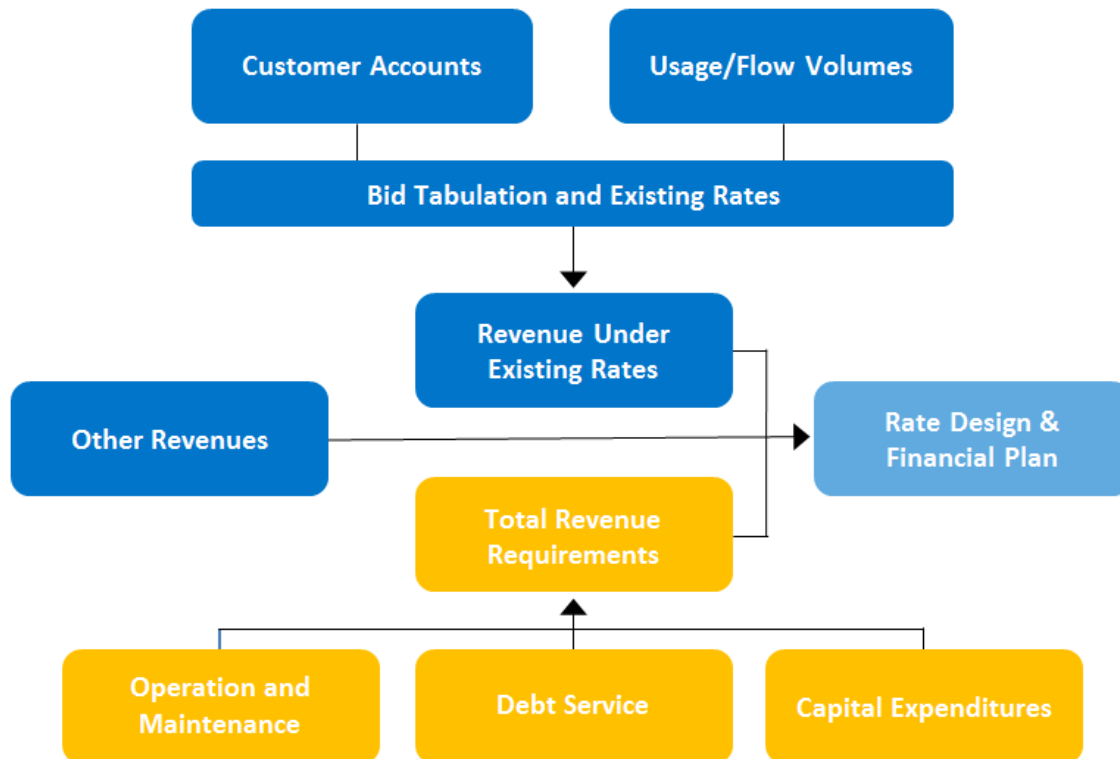 Customer Accounts
Usage/Flow Volumes
Bid Tabulation and Existing Rates
Revenue Under
Existing Rates
Other Revenues
Rate Design &
Financial Plan
Total Revenue
Requirements
Operation and
Maintenance
Debt Service
Capital Expenditures